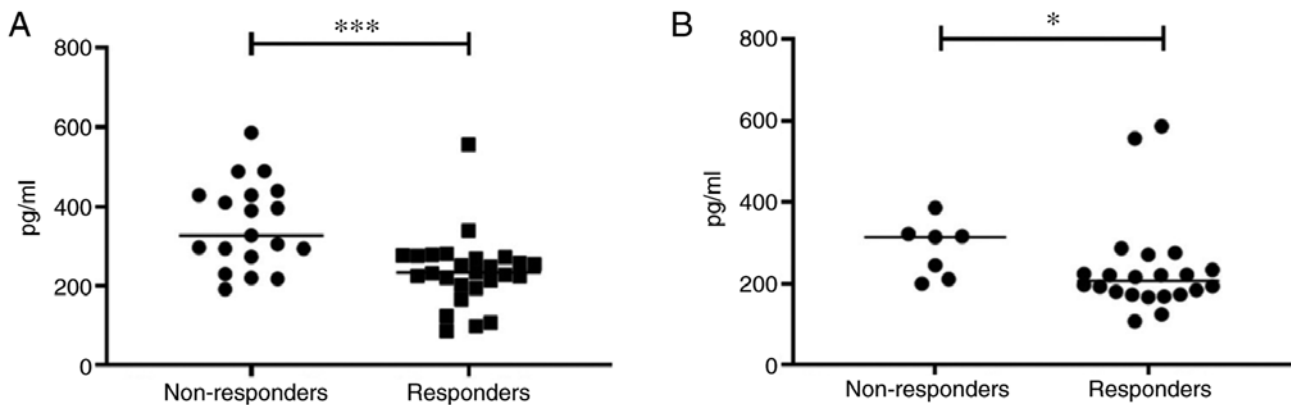 A
***
800
600
400
200
0
pg/ml
Non-responders
Responders
B
*
800
600
400
200
0
pg/ml
Non-responders
Responders